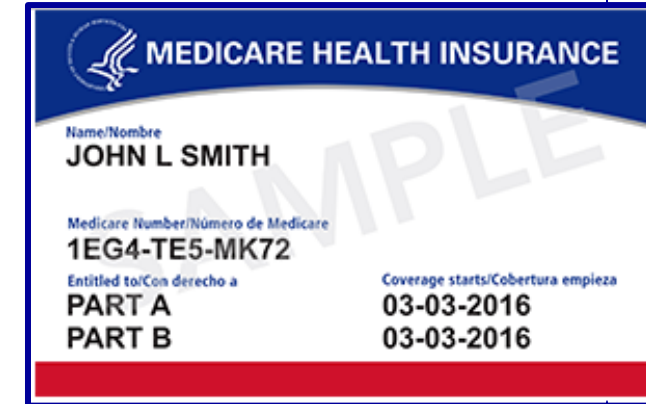 MEDICARE HEALTH INSURANCE
SAMPLE
Name/Nombre
JOHN L SMITH
Medicare Number/Número de Medicare
1EG4-TE5-MK72
Entitled to/Con derecho a Coverage starts/Cobertura empieza
PART A 03-03-2016
PART B 03-03-2016